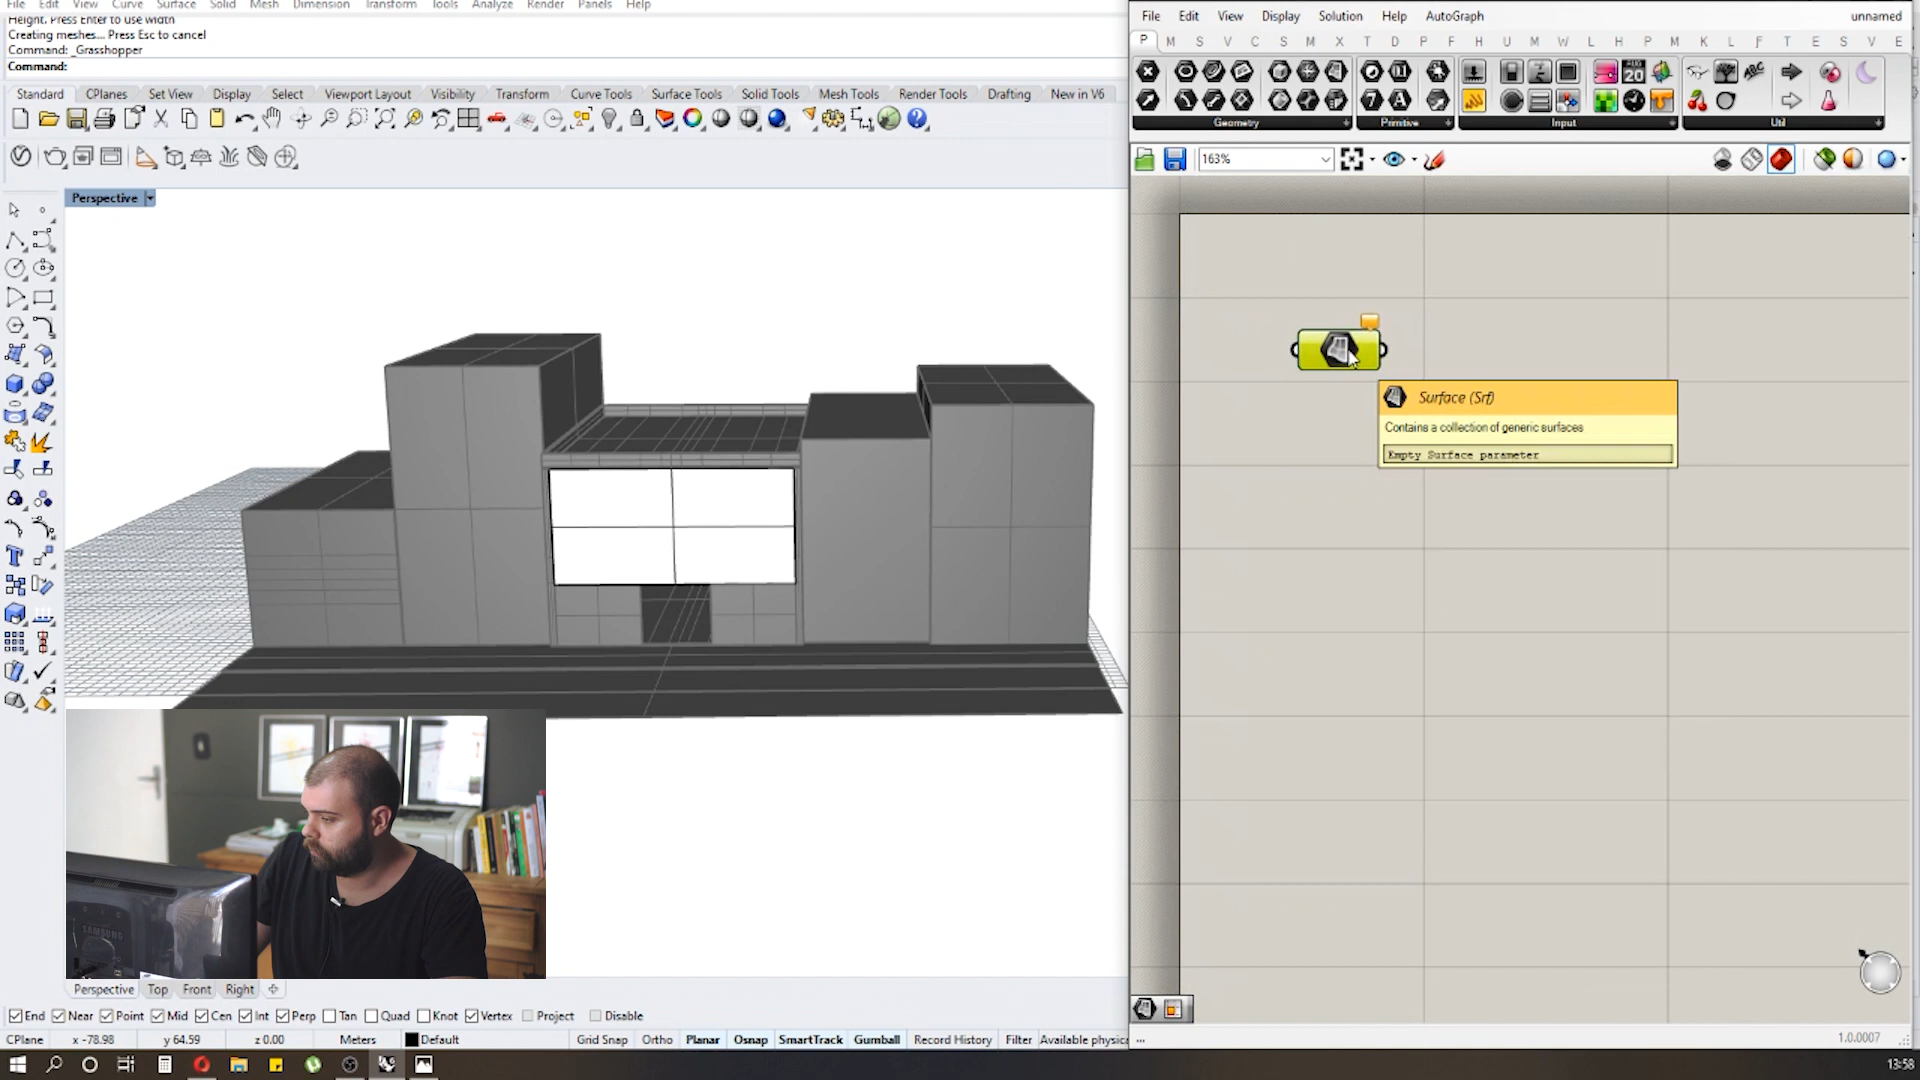 File Edit View Curve Surface Solid Mesh Dimension Transform Tools Analyze Render Panels Help
Height. Press Enter to use width
Creating meshes... Press Esc to cancel
Command: _Grasshopper
Command:
Standard CPlanes Set View Display Select Viewport Layout Visibility Transform Curve Tools Surface Tools Solid Tools Mesh Tools Render Tools Drafting New in V6
Perspective
SAMSUNG
Perspective Top Front Right
End Near Point Mid Cen Int Perp Tan Quad Knot Vertex Project Disable
CPlane x -78.98 y 64.59 z 0.00 Meters Default Grid Snap Ortho Planar Osnap SmartTrack Gumball Record History Filter Available physica
File Edit View Display Solution Help AutoGraph unnamed
P M S V C S M X T D P F H U M W L H P M K L F T E S V E
AUG
20
ABC
Geometry Primitive Input Util
163%
Surface (Srf)
Contains a collection of generic surfaces
Empty Surface parameter
...
1.0.0007
13:58